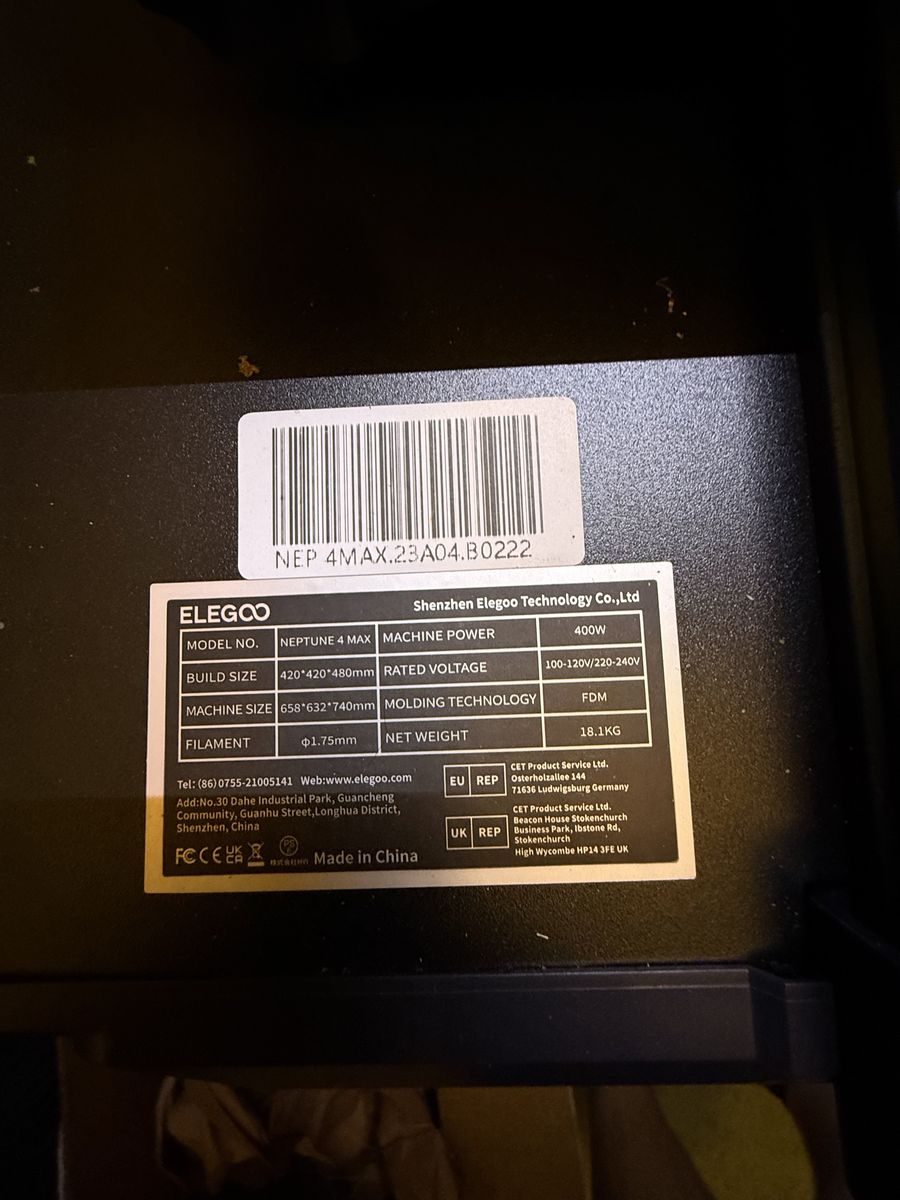 NEP 4MAX.23A04.B0222
ELEGOO
Shenzhen Elegoo Technology Co.,Ltd
MODEL NO. NEPTUNE 4 MAX MACHINE POWER 400W
BUILD SIZE 420*420*480mm RATED VOLTAGE 100-120V/220-240V
MACHINE SIZE 658*632*740mm MOLDING TECHNOLOGY FDM
FILAMENT φ1.75mm NET WEIGHT 18.1KG
Tel: (86)0755-21005141 Web:www.elegoo.com
Add:No.30 Dahe Industrial Park, Guancheng
Community, Guanhu Street,Longhua District,
Shenzhen, China
EU REP
CET Product Service Ltd.
Osterholzallee 144
71636 Ludwigsburg Germany
UK REP
CET Product Service Ltd.
Beacon House Stokenchurch
Business Park, Ibstone Rd,
Stokenchurch
High Wycombe HP14 3FE UK
FC CE UK CA PS E
Made in China